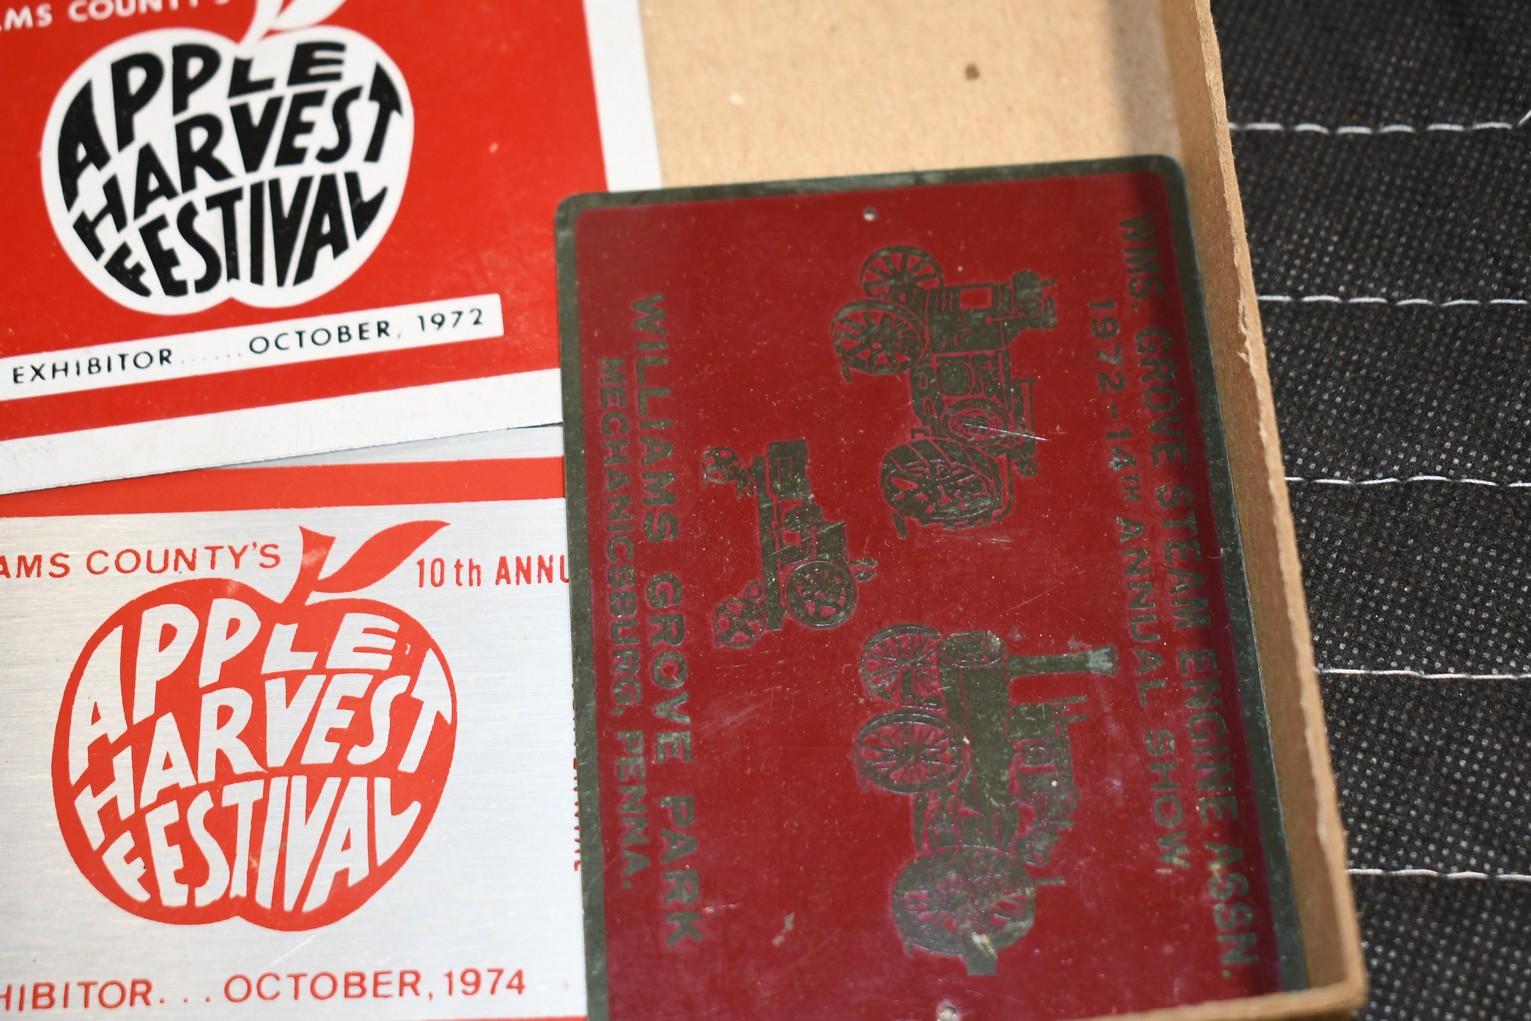 AMS COUNTY'S
APPLE
HARVEST
FESTIVAL
EXHIBITOR......OCTOBER, 1972
AMS COUNTY'S
10th ANNU
APPLE
HARVEST
FESTIVAL
HIBITOR...OCTOBER, 1974
WMS. GROVE STEAM ENGINE ASSN.
1972-14TH ANNUAL SHOW
WILLIAMS GROVE PARK
MECHANICSBURG, PENNA.